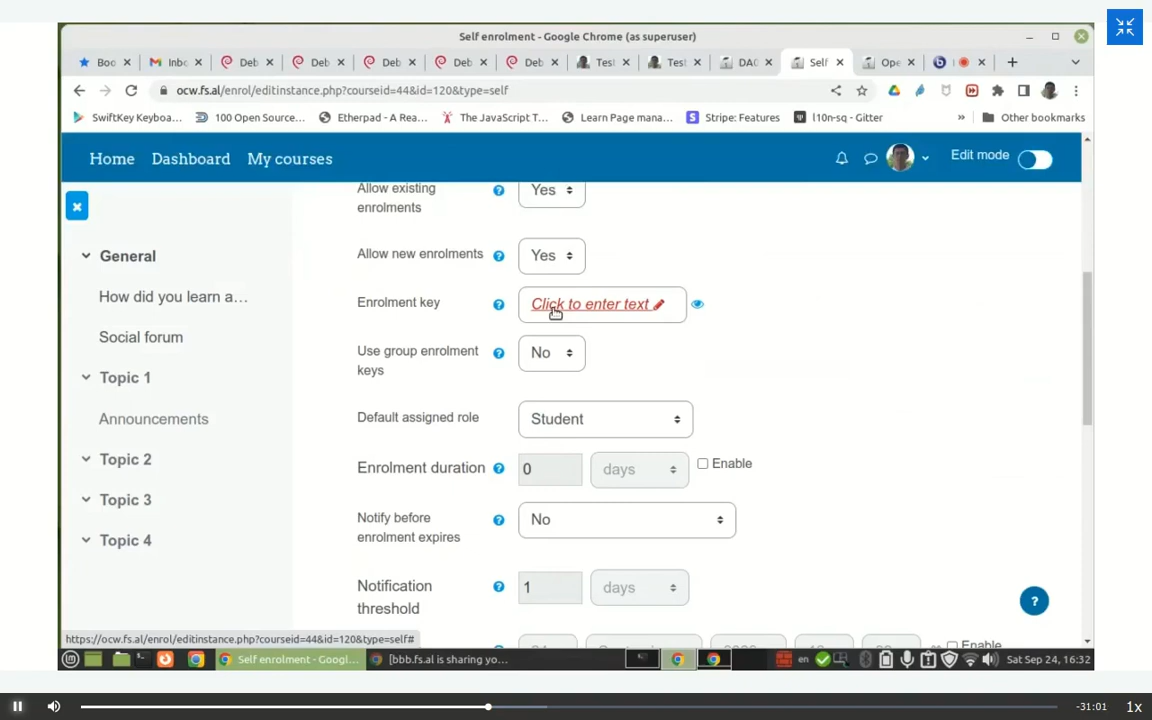 Self enrolment - Google Chrome (as superuser)
Boo Inbo Deb Deb Deb Deb Deb Test Test DAO Self Ope
ocw.fs.al/enrol/editinstance.php?courseid=44&id=120&type=self
SwiftKey Keyboa... 100 Open Source... Etherpad - A Rea... The JavaScript T... Learn Page mana... Stripe: Features l10n-sq - Gitter » Other bookmarks
Home Dashboard My courses Edit mode
Allow existing enrolments Yes
General
Allow new enrolments Yes
How did you learn a...
Enrolment key Click to enter text
Social forum
Use group enrolment keys No
Topic 1
Announcements
Default assigned role Student
Topic 2
Enrolment duration 0 days Enable
Topic 3
Notify before enrolment expires No
Topic 4
Notification threshold 1 days
?
Enable
https://ocw.fs.al/enrol/editinstance.php?courseid=44&id=120&type=self#
Self enrolment - Googl... [bbb.fs.al is sharing yo... en Sat Sep 24, 16:32
-31:01 1x